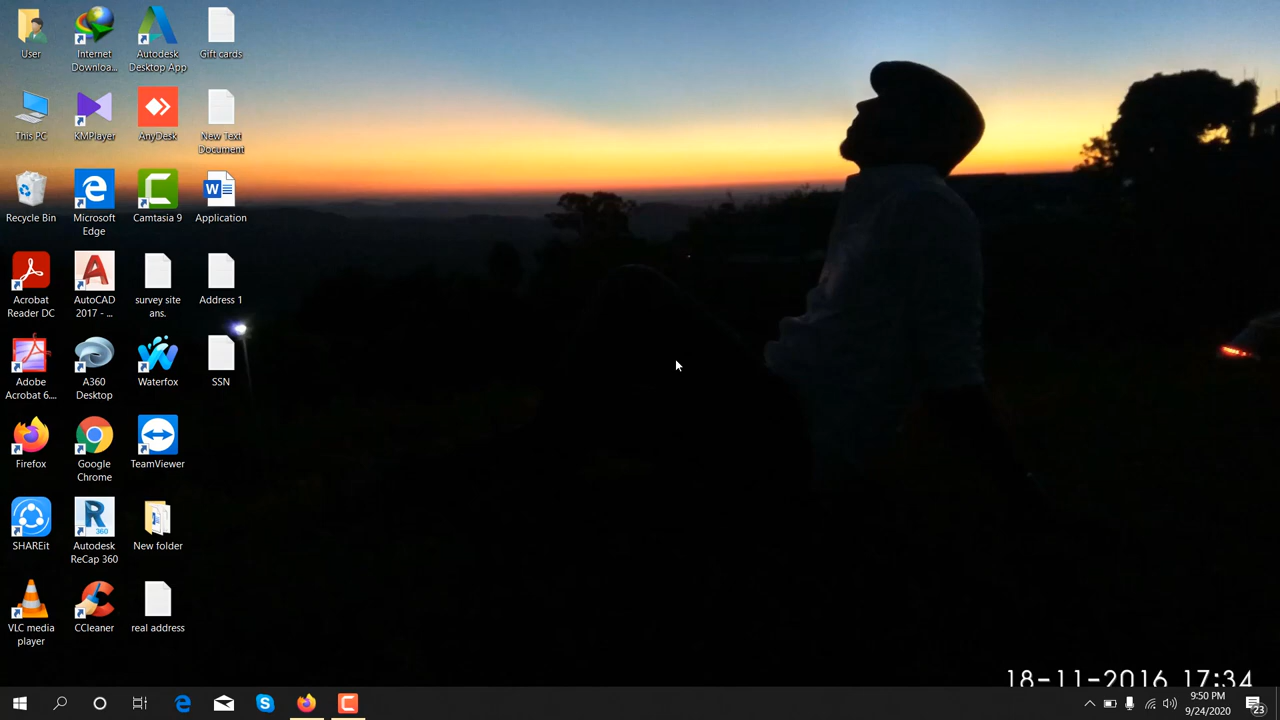 User
Internet
Downloa...
Autodesk
Desktop App
Gift cards
This PC
KMPlayer
AnyDesk
New Text
Document
Recycle Bin
Microsoft
Edge
Camtasia 9
Application
Acrobat
Reader DC
AutoCAD
2017 - ...
survey site
ans.
Address 1
Adobe
Acrobat 6....
A360
Desktop
Waterfox
SSN
Firefox
Google
Chrome
TeamViewer
SHAREit
R
360
Autodesk
ReCap 360
New folder
VLC media
player
CCleaner
real address
18-11-2016 17:34
9:50 PM
9/24/2020
23